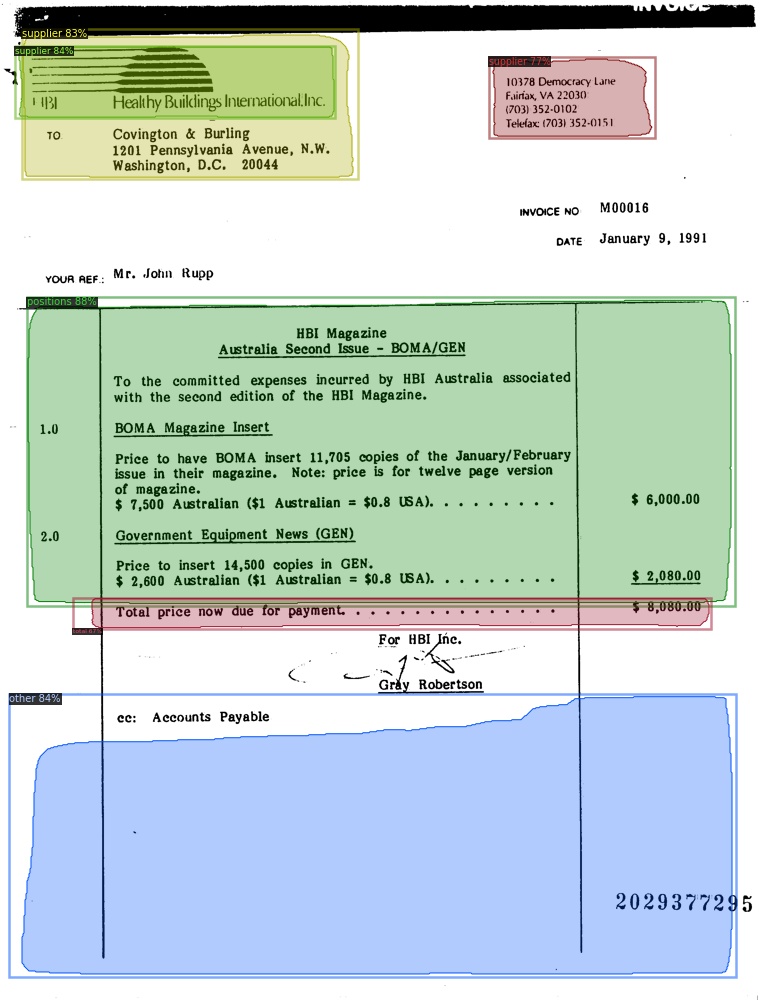 INVOICE
supplier 83%
supplier 84%
HBI
Healthy Buildings International, Inc.
supplier 77%
10378 Democracy Lane
Fairfax, VA 22030
(703) 352-0102
Telefax: (703) 352-0151
TO Covington & Burling
1201 Pennsylvania Avenue, N.W.
Washington, D.C. 20044
INVOICE NO M00016
DATE January 9, 1991
YOUR REF.: Mr. John Rupp
positions 88%
HBI Magazine
Australia Second Issue - BOMA/GEN
To the committed expenses incurred by HBI Australia associated
with the second edition of the HBI Magazine.
1.0 BOMA Magazine Insert
Price to have BOMA insert 11,705 copies of the January/February
issue in their magazine. Note: price is for twelve page version
of magazine.
$ 7,500 Australian ($1 Australian = $0.8 USA). . . . . . . . . $ 6,000.00
2.0 Government Equipment News (GEN)
Price to insert 14,500 copies in GEN.
$ 2,600 Australian ($1 Australian = $0.8 USA). . . . . . . . . $ 2,080.00
Total price now due for payment. . . . . . . . . . . . . . . $ 8,080.00
total 67%
For HBI Inc.
Gray Robertson
other 84%
cc: Accounts Payable
2029377295